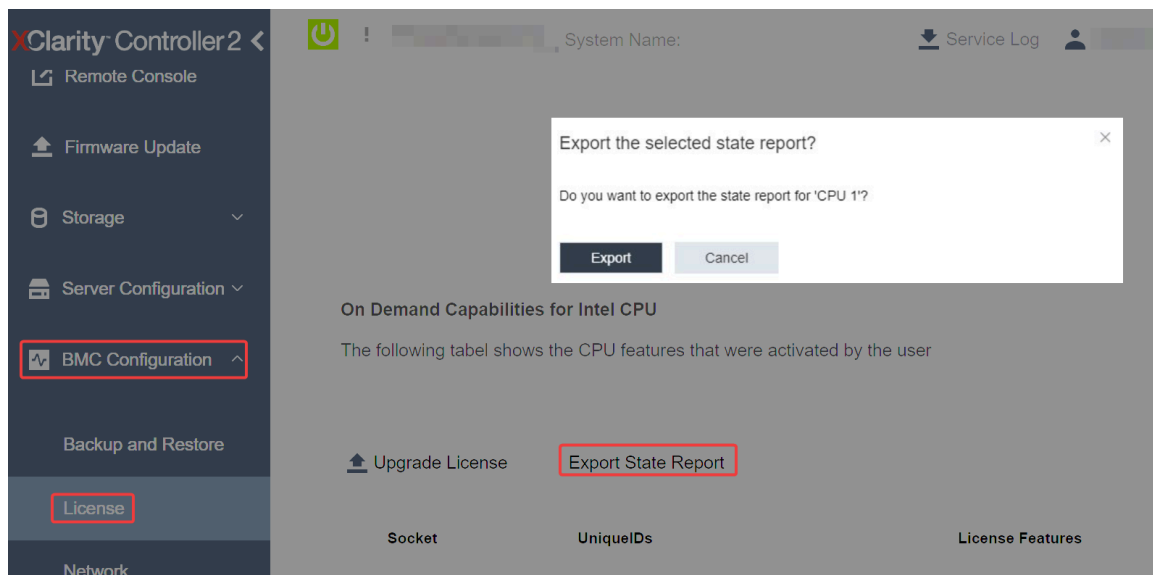 XClarity Controller 2
Remote Console
Firmware Update
Storage
Server Configuration
BMC Configuration
Backup and Restore
License
Network
! System Name:
Service Log
Export the selected state report?
Do you want to export the state report for 'CPU 1'?
Export Cancel
On Demand Capabilities for Intel CPU
The following tabel shows the CPU features that were activated by the user
Upgrade License Export State Report
Socket UniqueIDs License Features